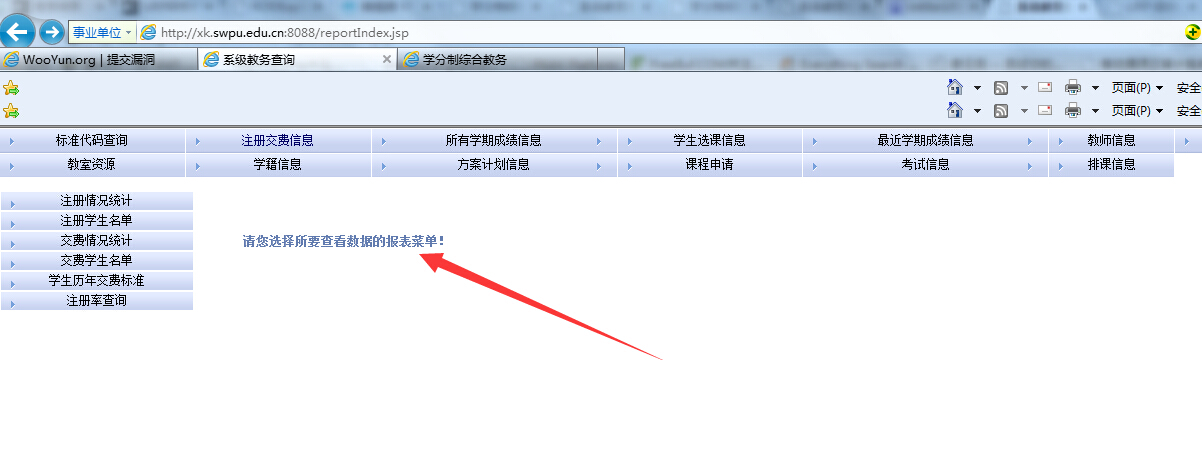 事业单位 http://xk.swpu.edu.cn:8088/reportIndex.jsp
WooYun.org | 提交漏洞 系级教务查询 学分制综合教务
页面(P) 安全
页面(P) 安全
标准代码查询 注册交费信息 所有学期成绩信息 学生选课信息 最近学期成绩信息 教师信息
教室资源 学籍信息 方案计划信息 课程申请 考试信息 排课信息
注册情况统计
注册学生名单
交费情况统计
请您选择所要查看数据的报表菜单!
交费学生名单
学生历年交费标准
注册率查询